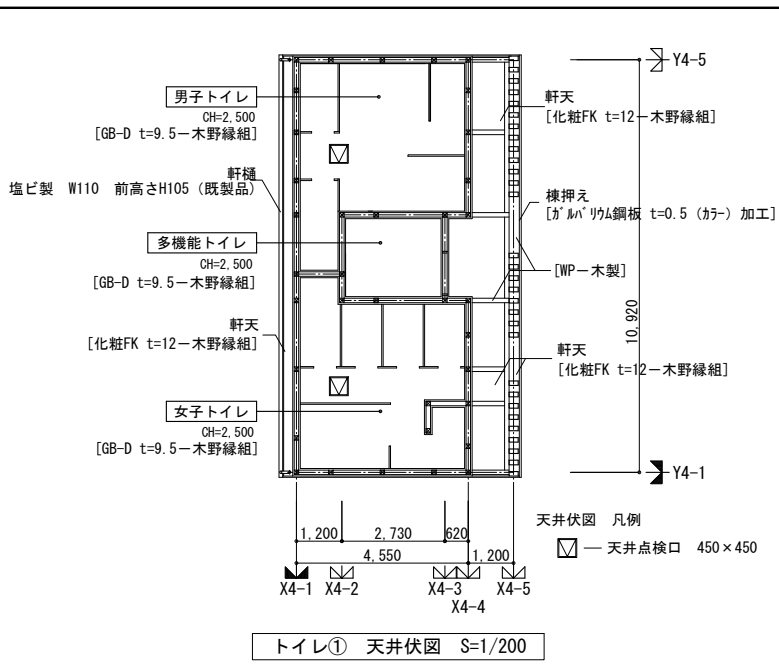 Y4-5
男子トイレ
CH=2,500
[GB-D t=9.5ー木野縁組]
軒天
[化粧FK t=12ー木野縁組]
軒樋
塩ビ製 W110 前高さH105 (既製品)
棟押え
[ガルバリウム鋼板 t=0.5 (カラー) 加工]
多機能トイレ
CH=2,500
[GB-D t=9.5ー木野縁組]
[WPー木製]
10,920
軒天
[化粧FK t=12ー木野縁組]
軒天
[化粧FK t=12ー木野縁組]
女子トイレ
CH=2,500
[GB-D t=9.5ー木野縁組]
Y4-1
天井伏図 凡例
天井点検口 450×450
1,200 2,730 620
4,550 1,200
X4-1 X4-2 X4-3 X4-4 X4-5
トイレ① 天井伏図 S=1/200